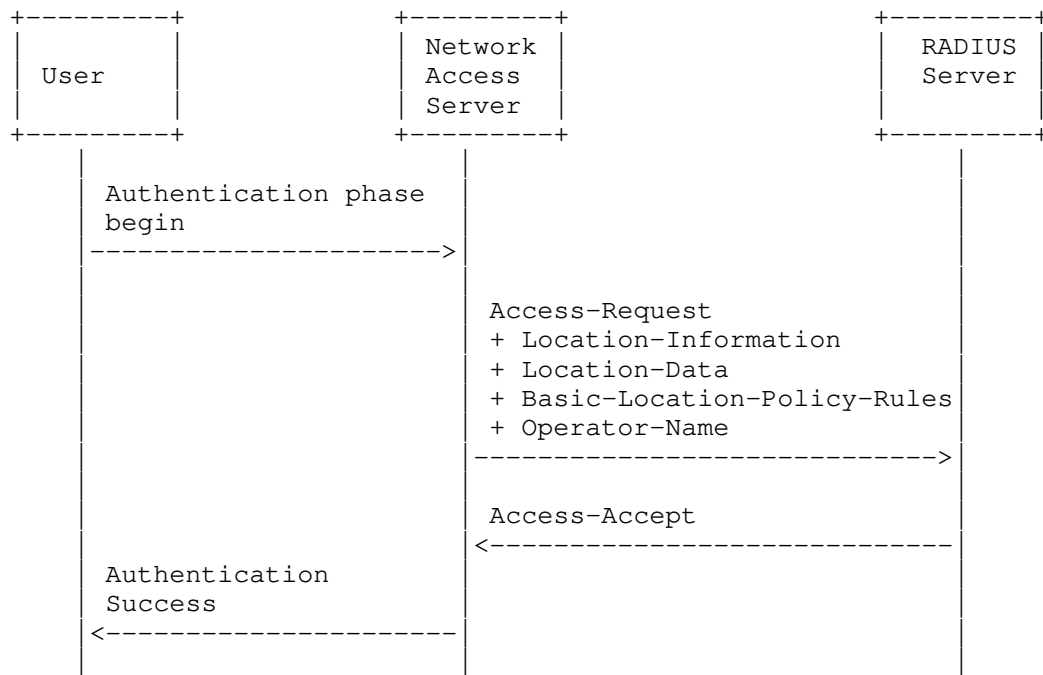 Network RADIUS
User Access Server
Server
Authentication phase
begin
Access-Request
+ Location-Information
+ Location-Data
+ Basic-Location-Policy-Rules
+ Operator-Name
Access-Accept
Authentication
Success